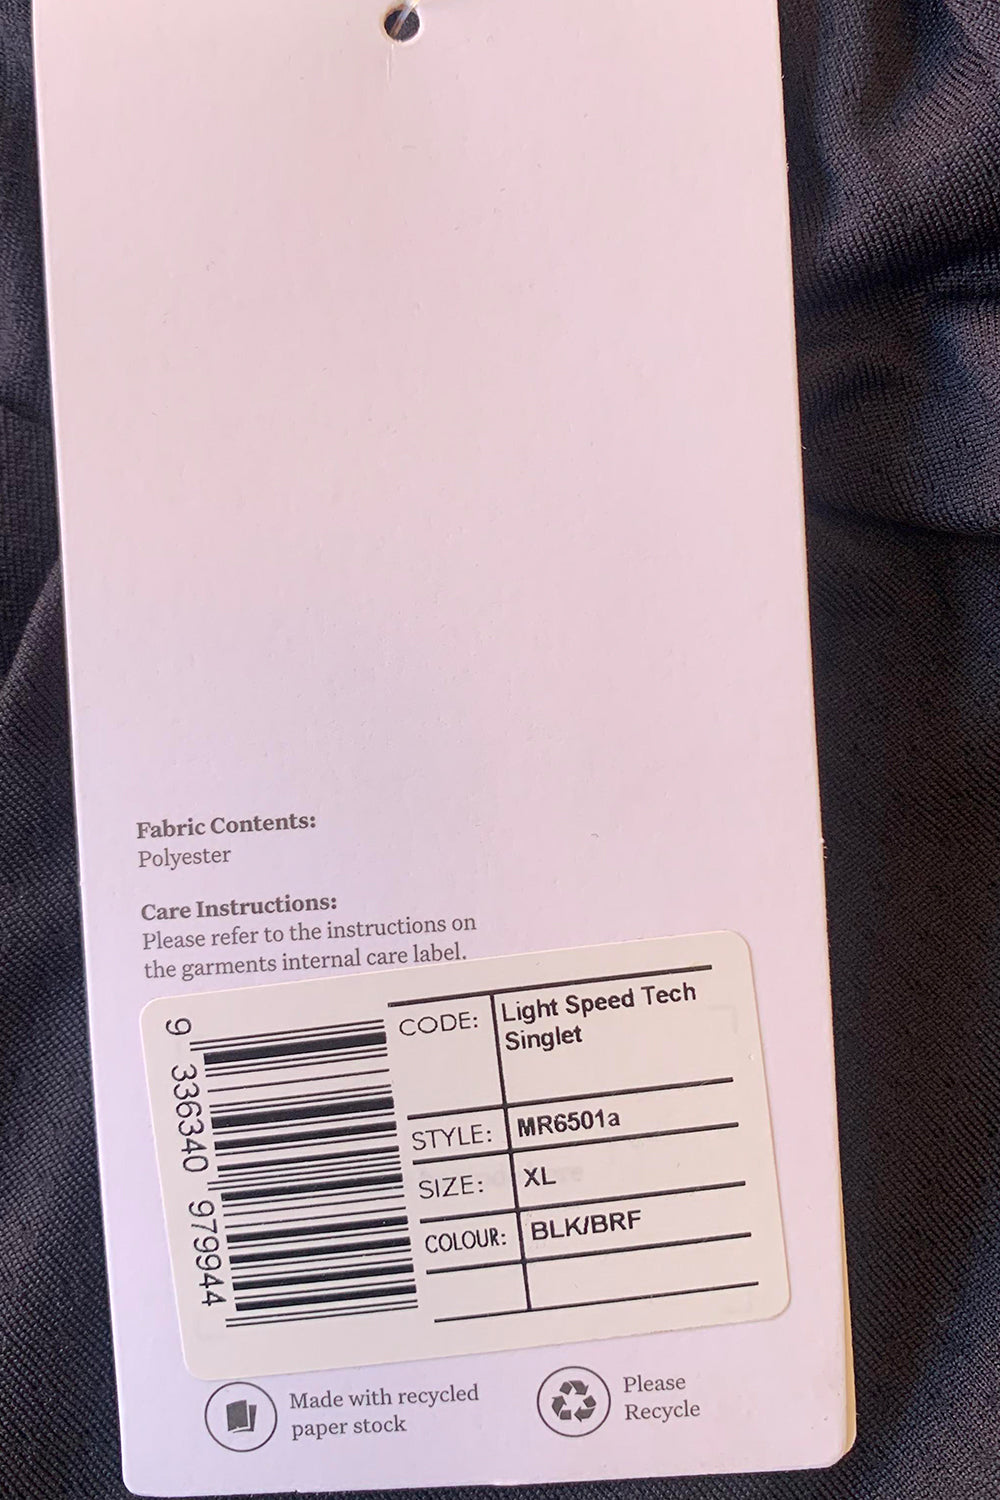 Fabric Contents:
Polyester
Care Instructions:
Please refer to the instructions on
the garments internal care label.
9 336340 979944
CODE: Light Speed Tech
Singlet
STYLE: MR6501a
SIZE: XL
COLOUR: BLK/BRF
Made with recycled
paper stock
Please
Recycle